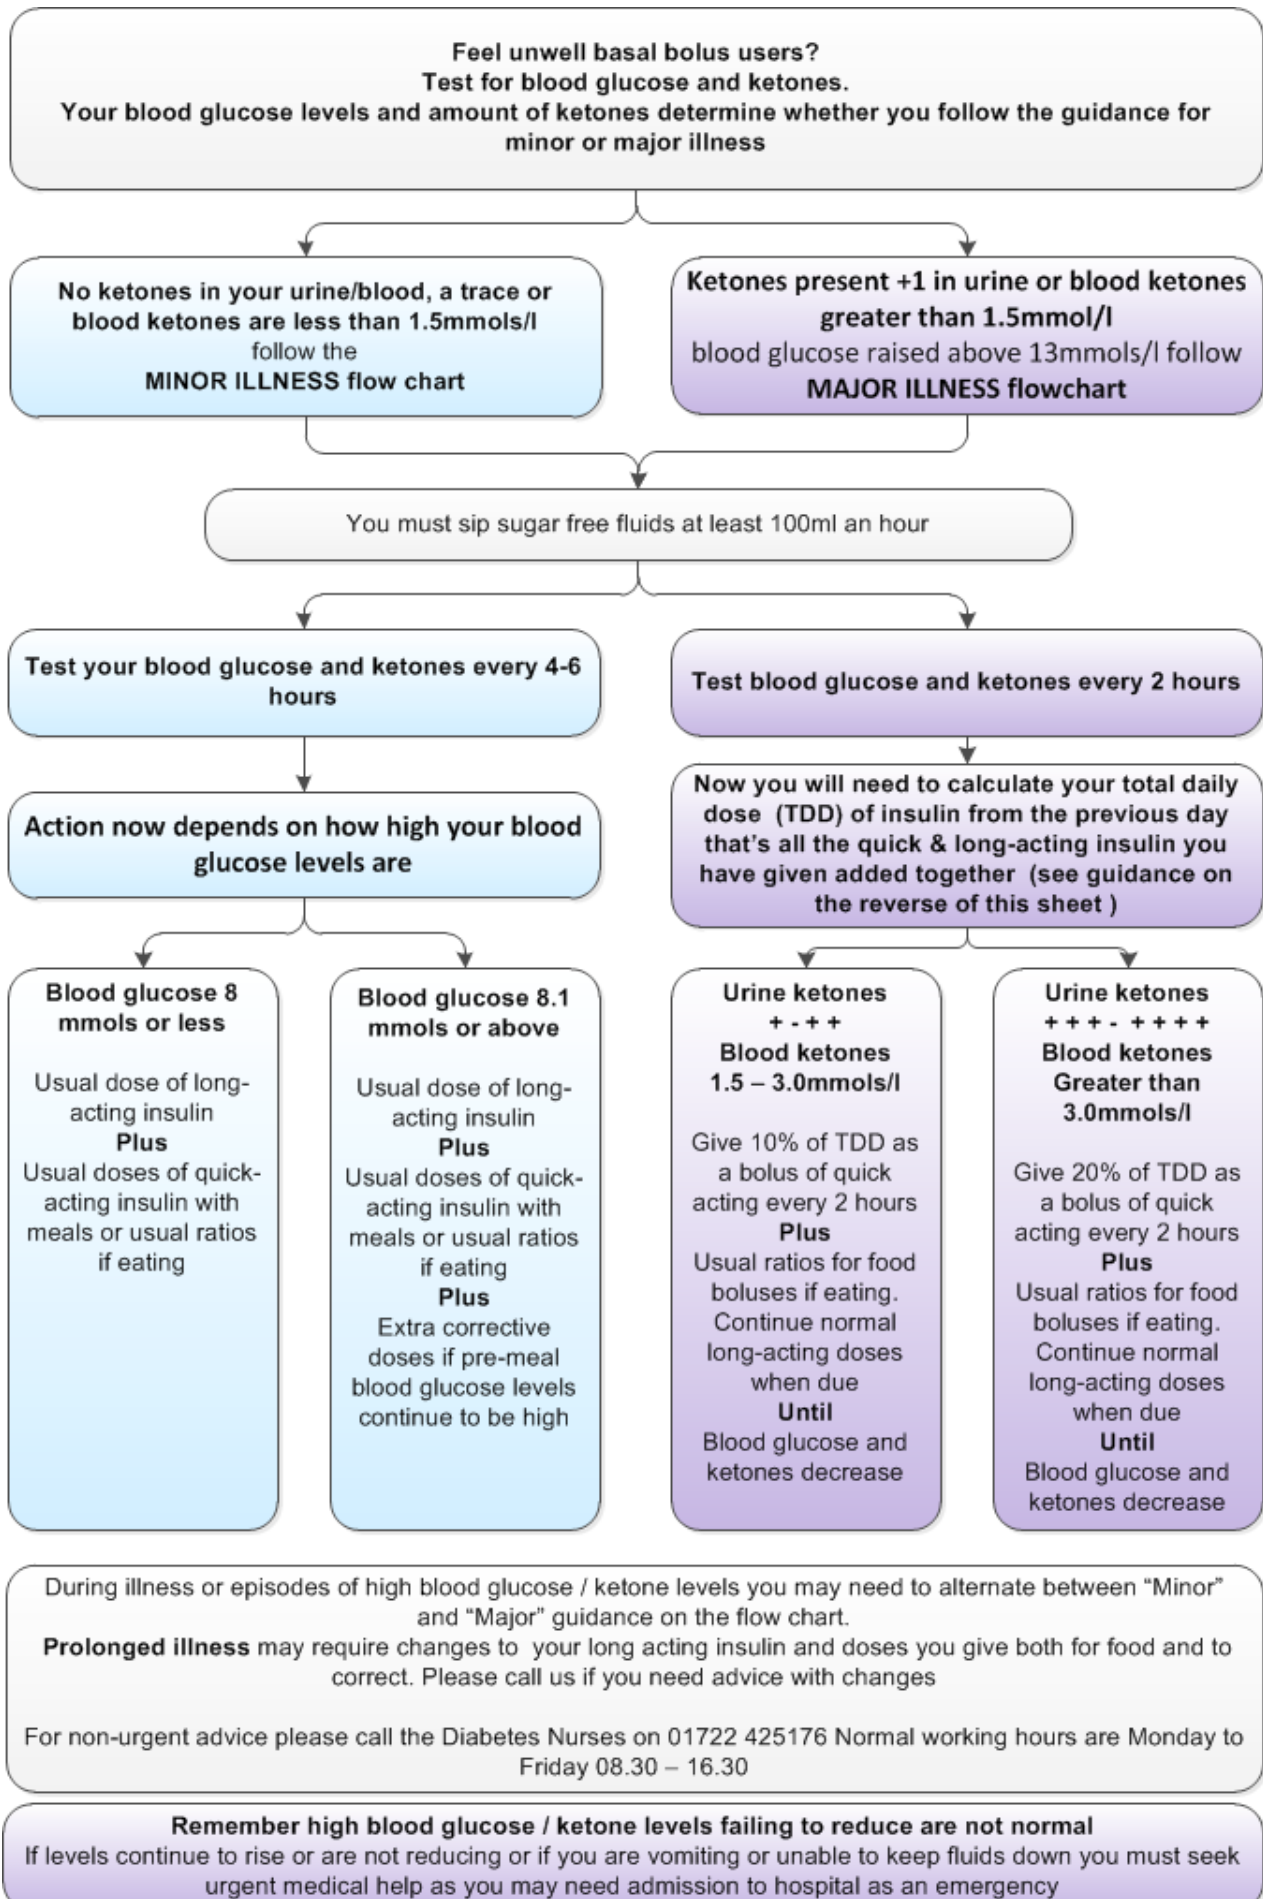 Feel unwell basal bolus users?
Test for blood glucose and ketones.
Your blood glucose levels and amount of ketones determine whether you follow the guidance for
minor or major illness
No ketones in your urine/blood, a trace or
blood ketones are less than 1.5mmols/l
follow the
MINOR ILLNESS flow chart
Ketones present +1 in urine or blood ketones
greater than 1.5mmol/l
blood glucose raised above 13mmols/l follow
MAJOR ILLNESS flowchart
You must sip sugar free fluids at least 100ml an hour
Test your blood glucose and ketones every 4-6
hours
Test blood glucose and ketones every 2 hours
Action now depends on how high your blood
glucose levels are
Now you will need to calculate your total daily
dose (TDD) of insulin from the previous day
that's all the quick & long-acting insulin you
have given added together (see guidance on
the reverse of this sheet )
Blood glucose 8
mmols or less
Usual dose of long-
acting insulin
Plus
Usual doses of quick-
acting insulin with
meals or usual ratios
if eating
Blood glucose 8.1
mmols or above
Usual dose of long-
acting insulin
Plus
Usual doses of quick-
acting insulin with
meals or usual ratios
if eating
Plus
Extra corrective
doses if pre-meal
blood glucose levels
continue to be high
Urine ketones
+ - + +
Blood ketones
1.5 – 3.0mmols/l
Give 10% of TDD as
a bolus of quick
acting every 2 hours
Plus
Usual ratios for food
boluses if eating.
Continue normal
long-acting doses
when due
Until
Blood glucose and
ketones decrease
Urine ketones
+ + + - + + + +
Blood ketones
Greater than
3.0mmols/l
Give 20% of TDD as
a bolus of quick
acting every 2 hours
Plus
Usual ratios for food
boluses if eating.
Continue normal
long-acting doses
when due
Until
Blood glucose and
ketones decrease
During illness or episodes of high blood glucose / ketone levels you may need to alternate between “Minor”
and “Major” guidance on the flow chart.
Prolonged illness may require changes to your long acting insulin and doses you give both for food and to
correct. Please call us if you need advice with changes
For non-urgent advice please call the Diabetes Nurses on 01722 425176 Normal working hours are Monday to
Friday 08.30 – 16.30
Remember high blood glucose / ketone levels failing to reduce are not normal
If levels continue to rise or are not reducing or if you are vomiting or unable to keep fluids down you must seek
urgent medical help as you may need admission to hospital as an emergency